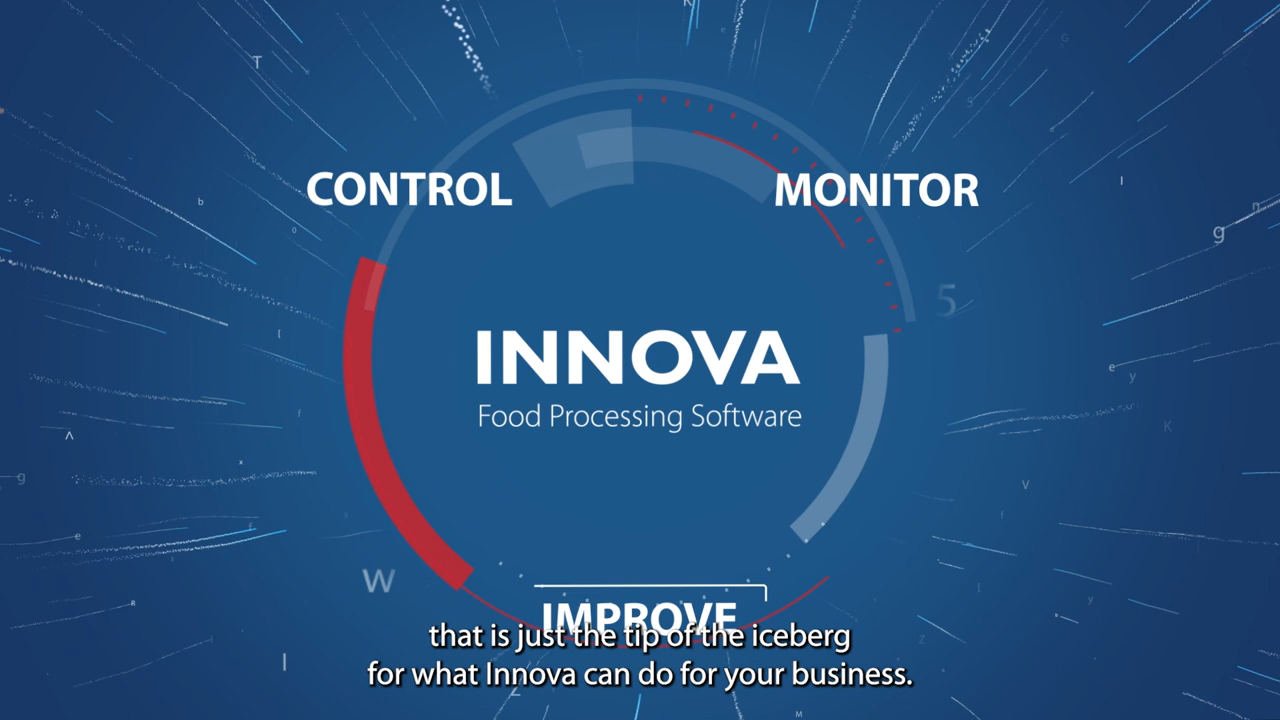 CONTROL
MONITOR
INNOVA
Food Processing Software
IMPROVE
that is just the tip of the iceberg
for what Innova can do for your business.